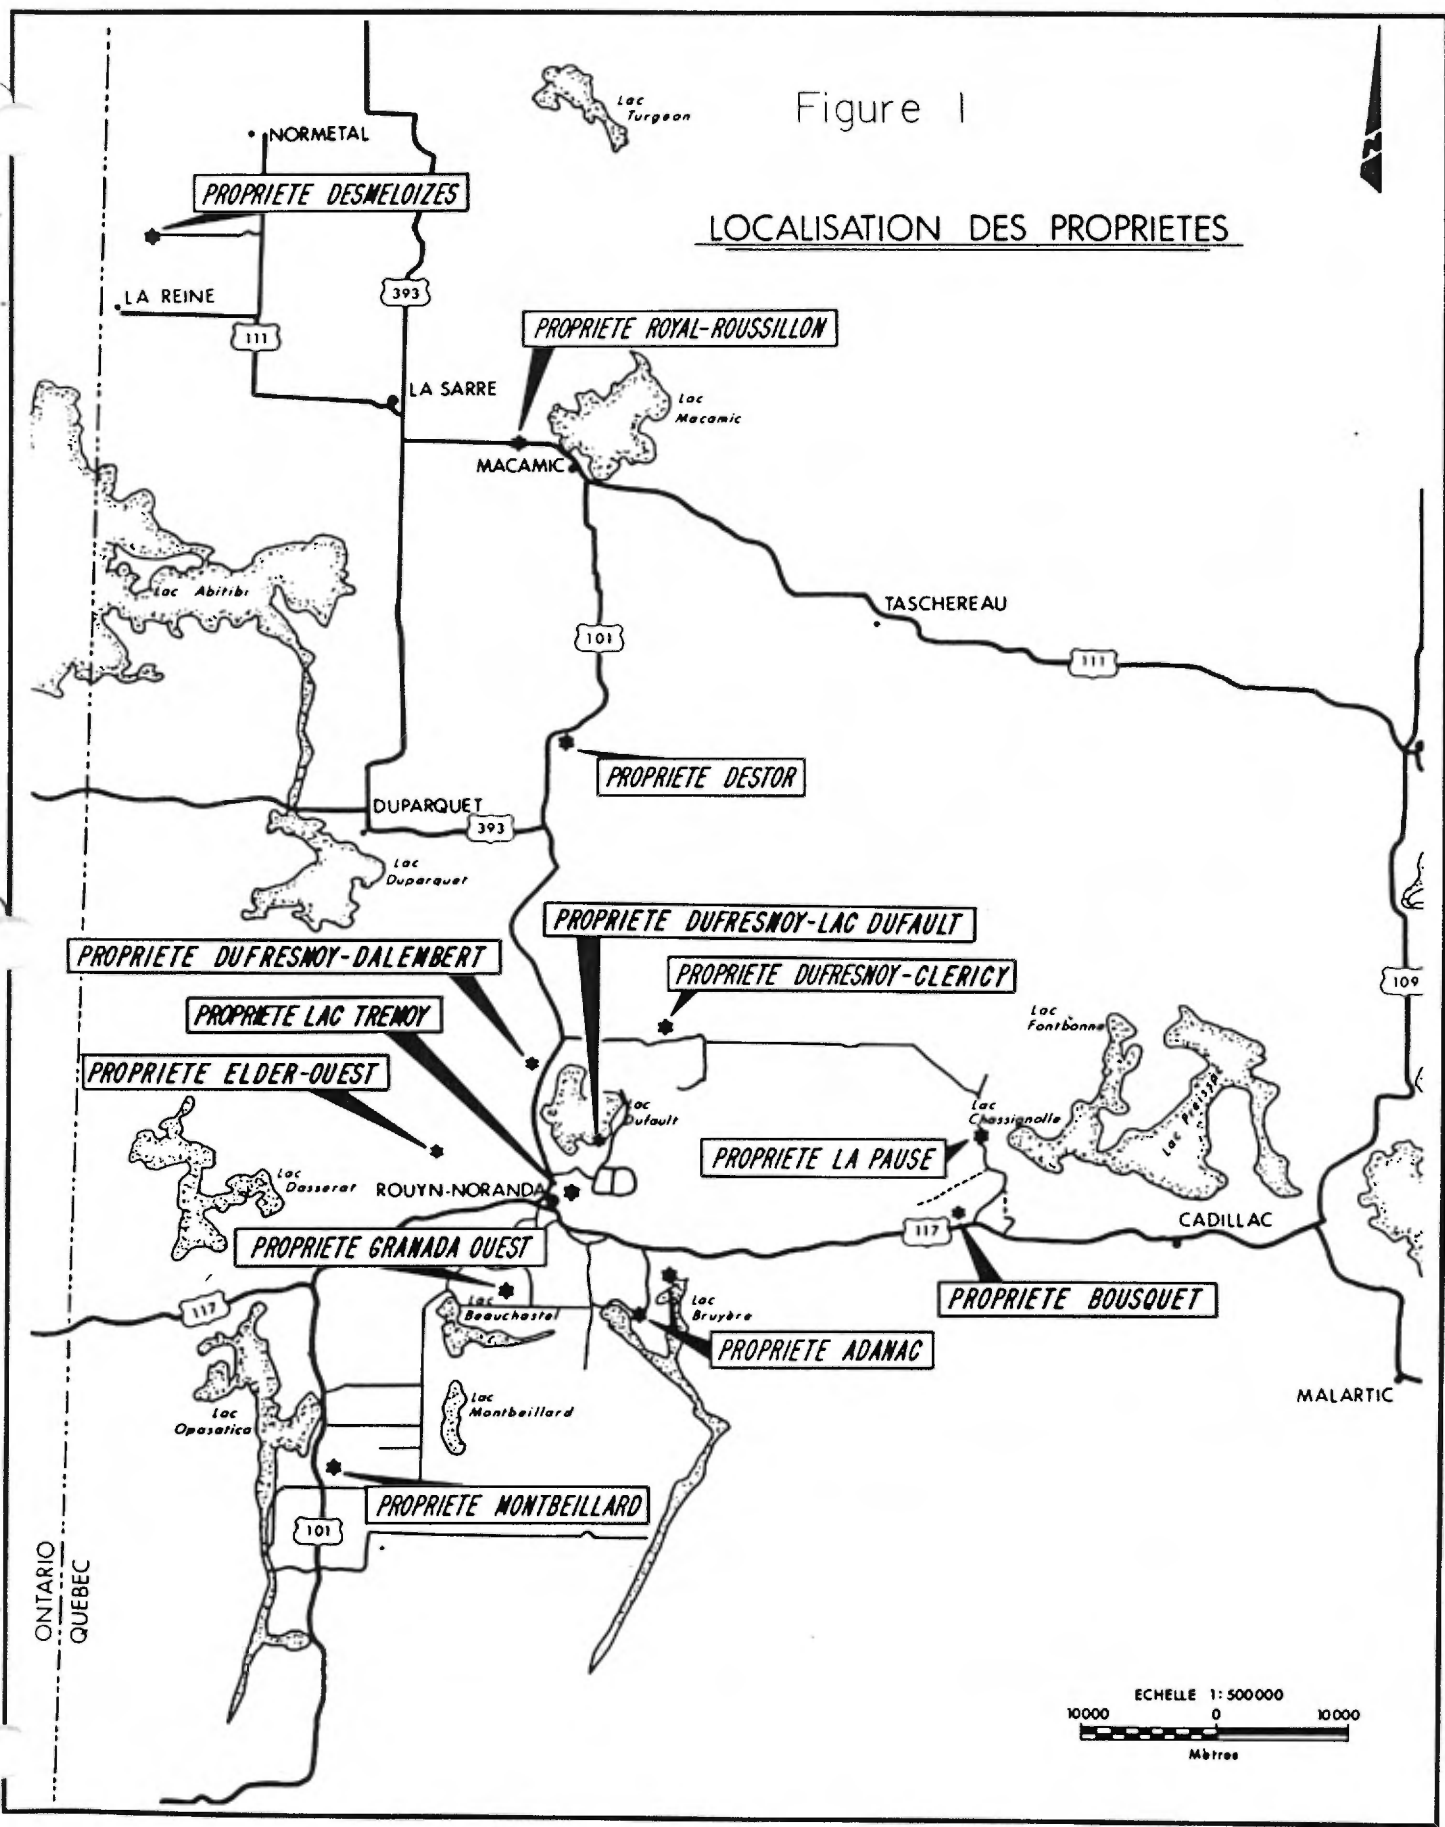 Figure 1
LOCALISATION DES PROPRIETES
N
Lac
Turgeon
NORMETAL
PROPRIETE DESMELOIZES
LA REINE
393
111
PROPRIETE ROYAL-ROUSSILLON
LA SARRE
Lac
Macamic
MACAMIC
Lac Abitibi
TASCHEREAU
101
111
PROPRIETE DESTOR
DUPARQUET
393
Lac
Duparquet
PROPRIETE DUFRESNOY-LAC DUFAULT
PROPRIETE DUFRESNOY-DALEMBERT
PROPRIETE DUFRESNOY-CLERICY
109
PROPRIETE LAC TREMOY
Lac
Fontbonne
PROPRIETE ELDER-OUEST
Lac
Dufault
Lac
Chassignolle
Lac Preissac
PROPRIETE LA PAUSE
Lac
Dasserat
ROUYN-NORANDA
CADILLAC
117
PROPRIETE GRANADA OUEST
PROPRIETE BOUSQUET
117
Lac
Beauchastel
Lac
Bruyère
PROPRIETE ADANAC
MALARTIC
Lac
Montbeillard
Lac
Opasatica
PROPRIETE MONTBEILLARD
101
ONTARIO
QUEBEC
ECHELLE 1:500000
10000 0 10000
Mètres